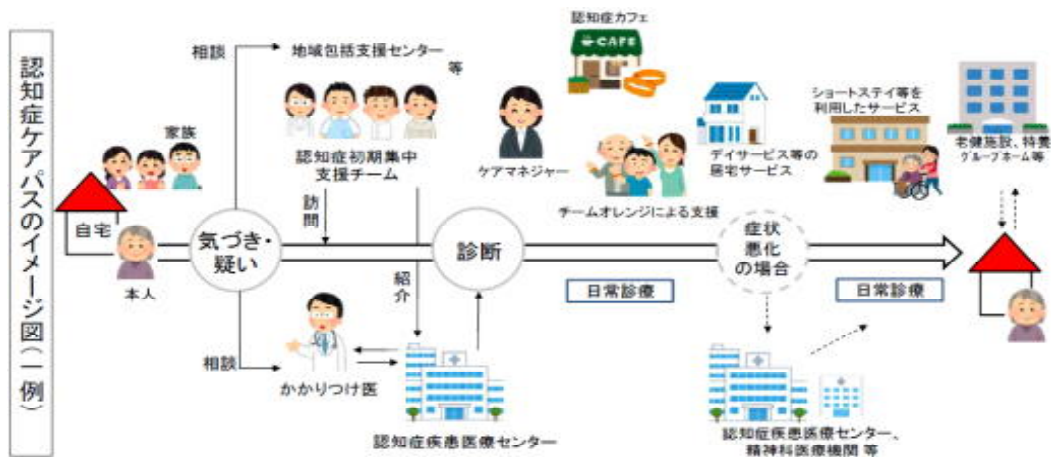 認知症ケアパスのイメージ図(一例)
家族
自宅
本人
相談
地域包括支援センター 等
認知症初期集中
支援チーム
訪問
紹介
気づき・
疑い
相談
かかりつけ医
認知症疾患医療センター
診断
ケアマネジャー
認知症カフェ
CAFE
チームオレンジによる支援
デイサービス等の
居宅サービス
日常診療
症状
悪化
の場合
ショートステイ等を
利用したサービス
老健施設、特養
グループホーム等
日常診療
認知症疾患医療センター、
精神科医療機関 等